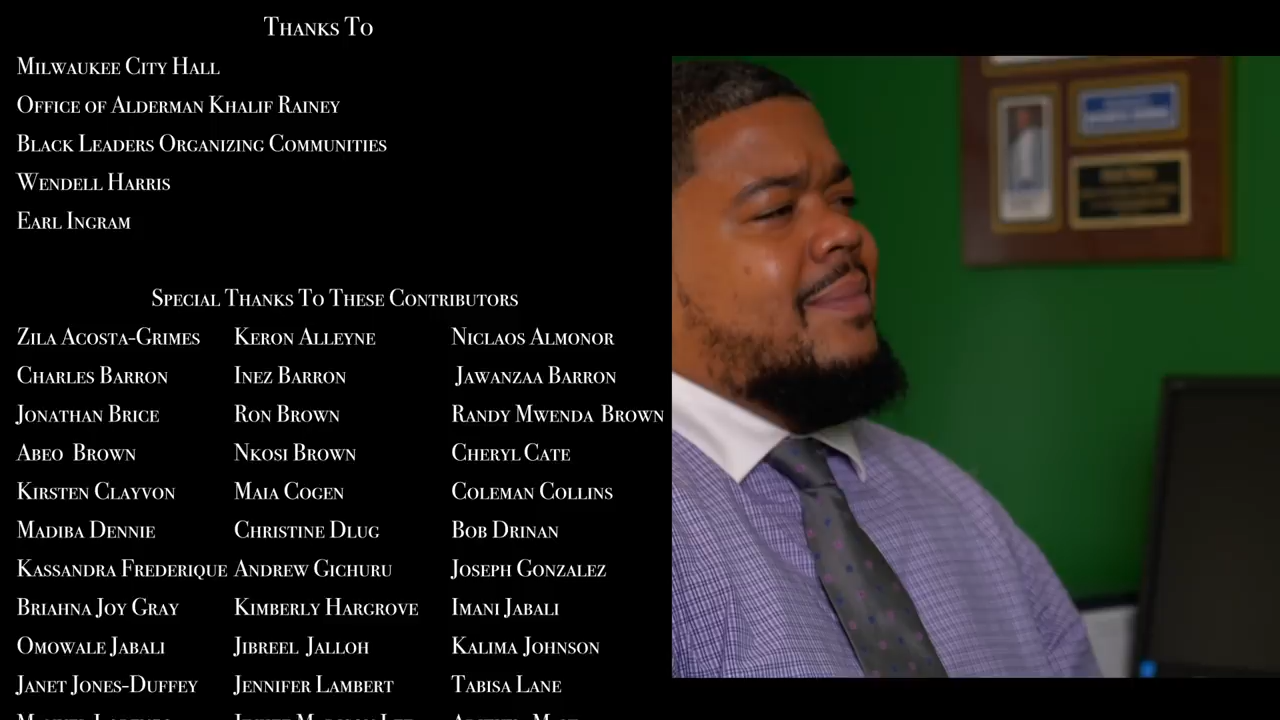 Thanks To
Milwaukee City Hall
Office of Alderman Khalif Rainey
Black Leaders Organizing Communities
Wendell Harris
Earl Ingram
Special Thanks To These Contributors
Zila Acosta-Grimes Keron Alleyne Niclaos Almonor
Charles Barron Inez Barron Jawanzaa Barron
Jonathan Brice Ron Brown Randy Mwenda Brown
Abeo Brown Nkosi Brown Cheryl Cate
Kirsten Clayvon Maia Cogen Coleman Collins
Madiba Dennie Christine Dlug Bob Drinan
Kassandra Frederique Andrew Gichuru Joseph Gonzalez
Briahna Joy Gray Kimberly Hargrove Imani Jabali
Omowale Jabali Jibreel Jalloh Kalima Johnson
Janet Jones-Duffey Jennifer Lambert Tabisa Lane